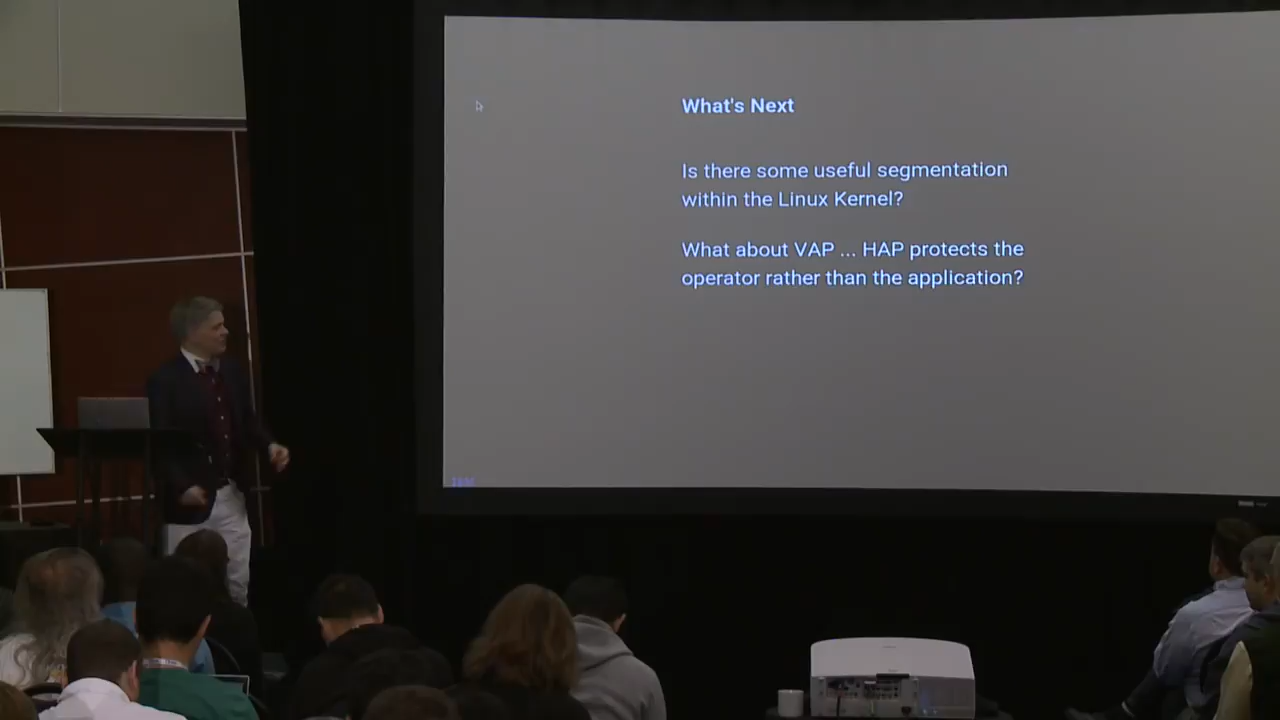 What's Next
Is there some useful segmentation
within the Linux Kernel?
What about VAP ... HAP protects the
operator rather than the application?
IBM